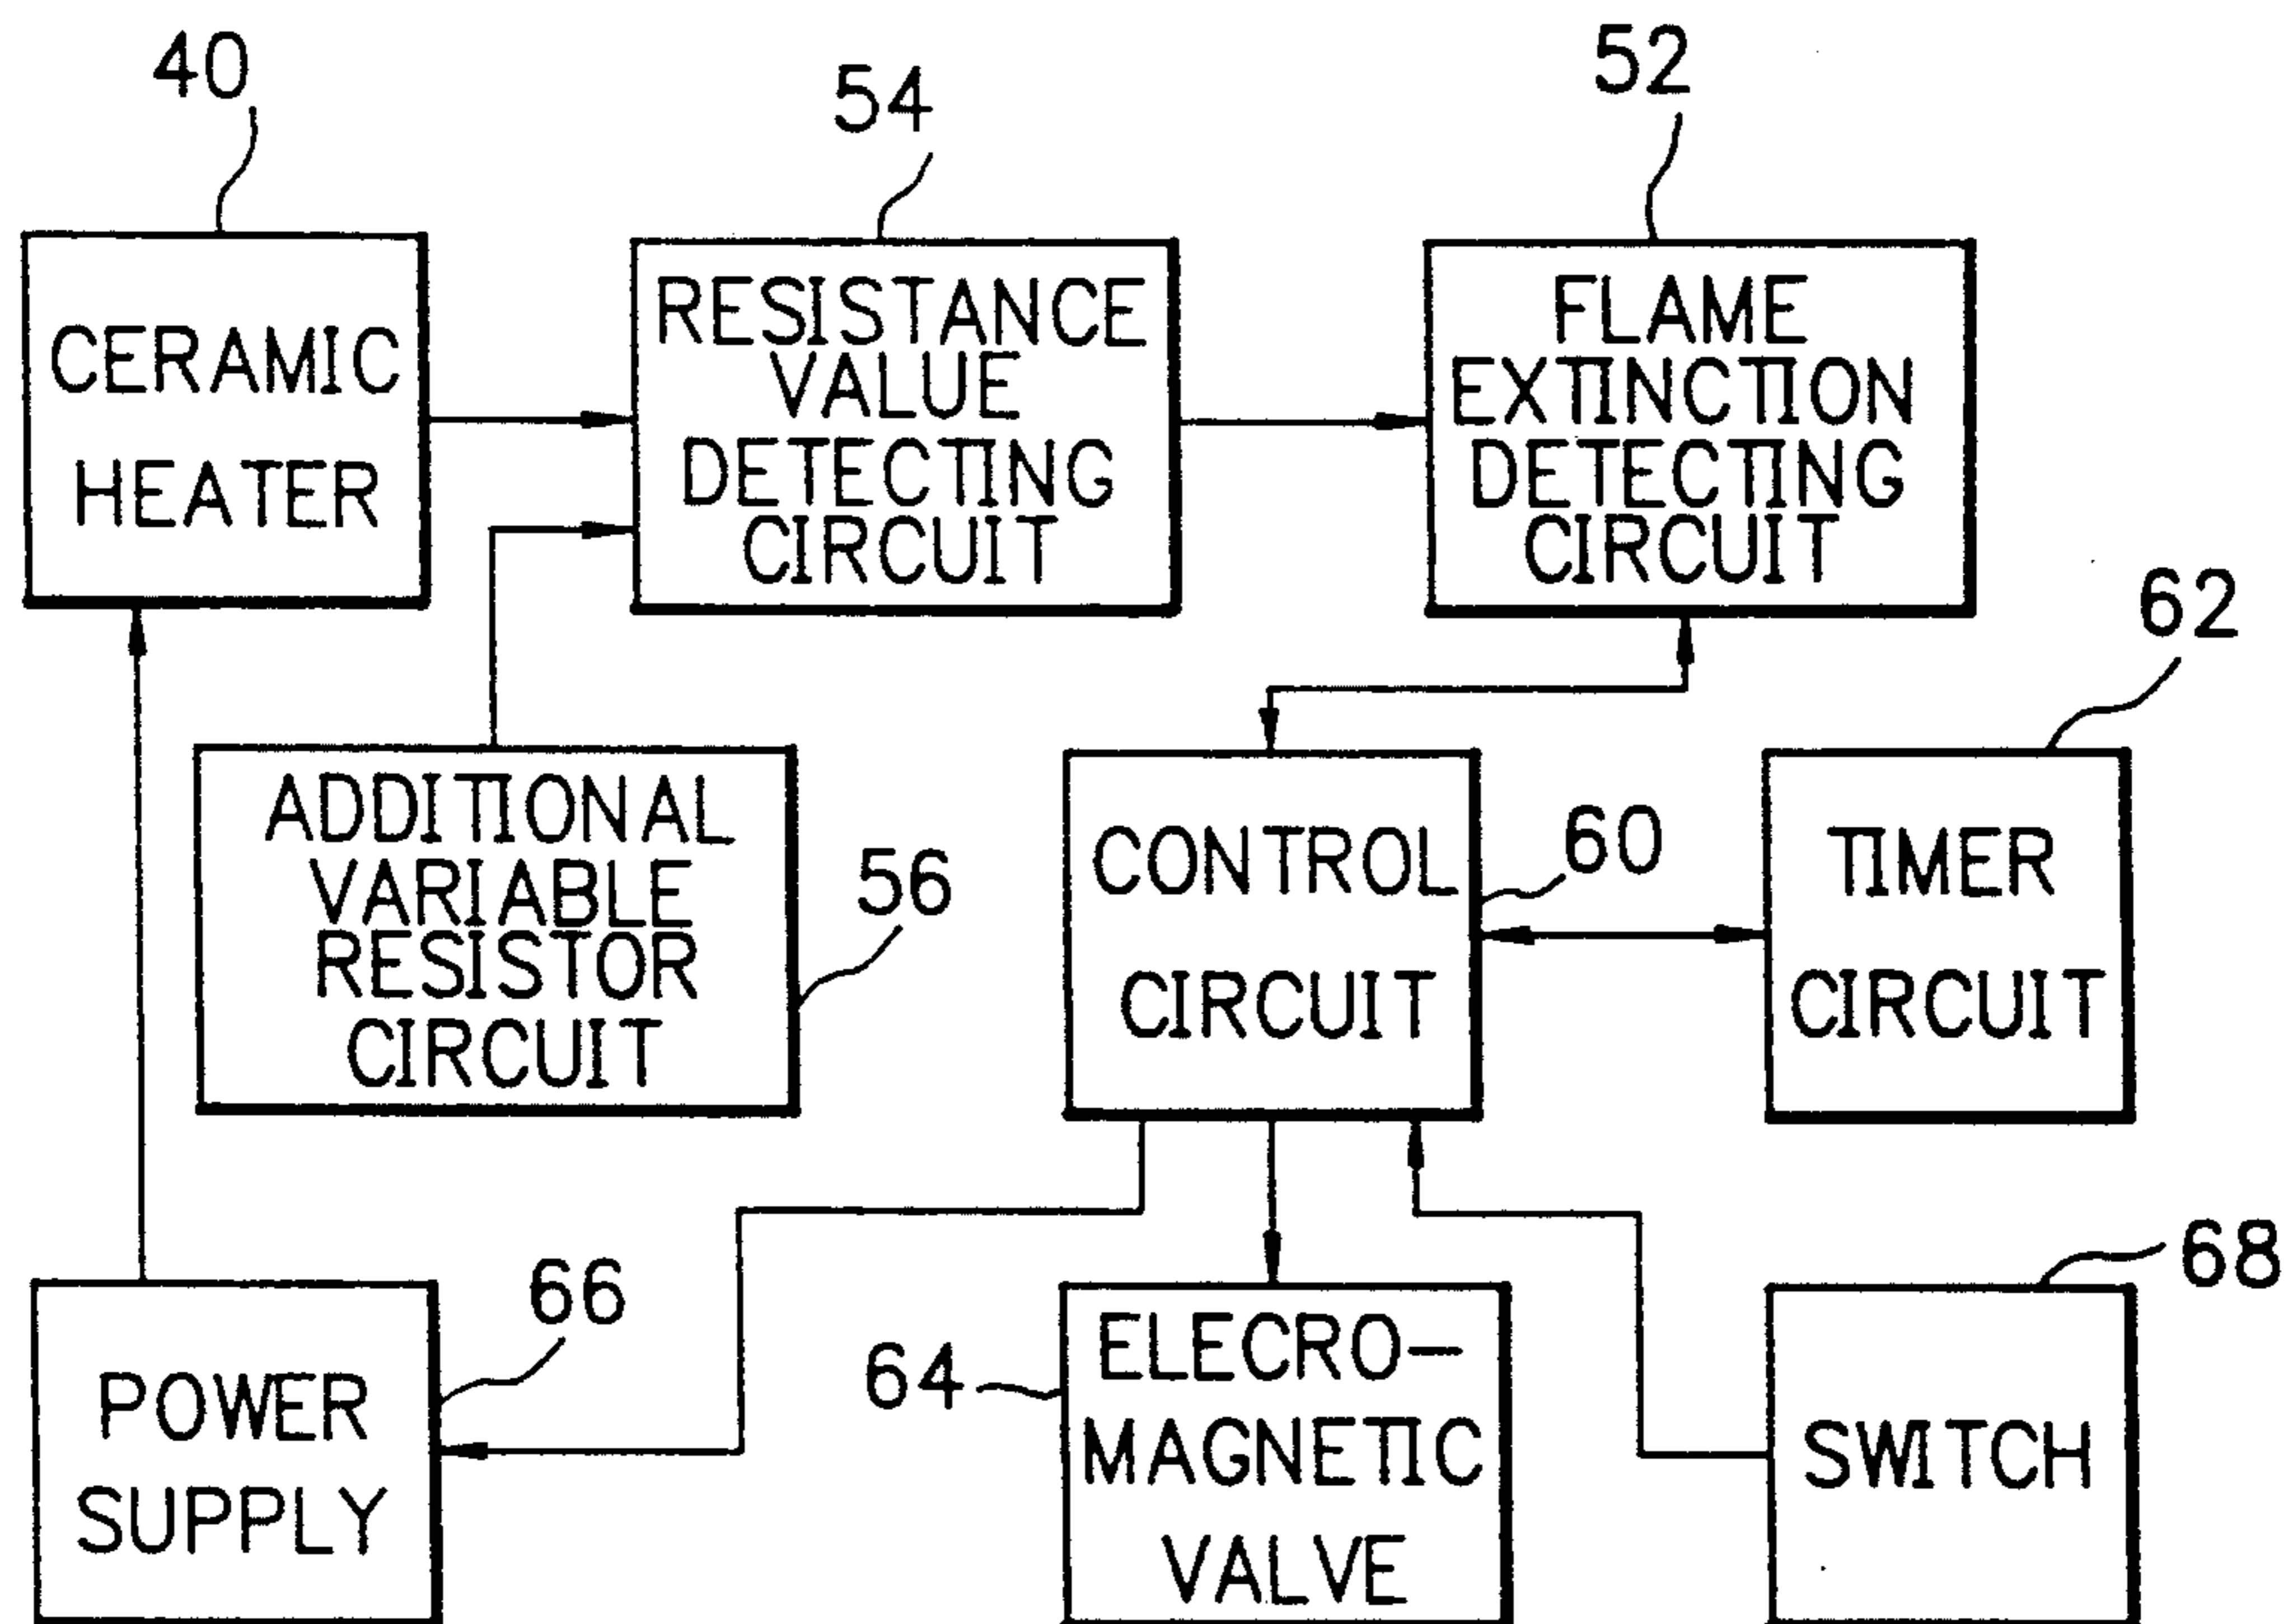 40
54
52
CERAMIC
HEATER
RESISTANCE
VALUE
DETECTING
CIRCUIT
FLAME
EXTINCTION
DETECTING
CIRCUIT
62
ADDITIONAL
VARIABLE
RESISTOR
CIRCUIT
56
CONTROL
CIRCUIT
60
TIMER
CIRCUIT
66
POWER
SUPPLY
64
ELECRO-
MAGNETIC
VALVE
68
SWITCH